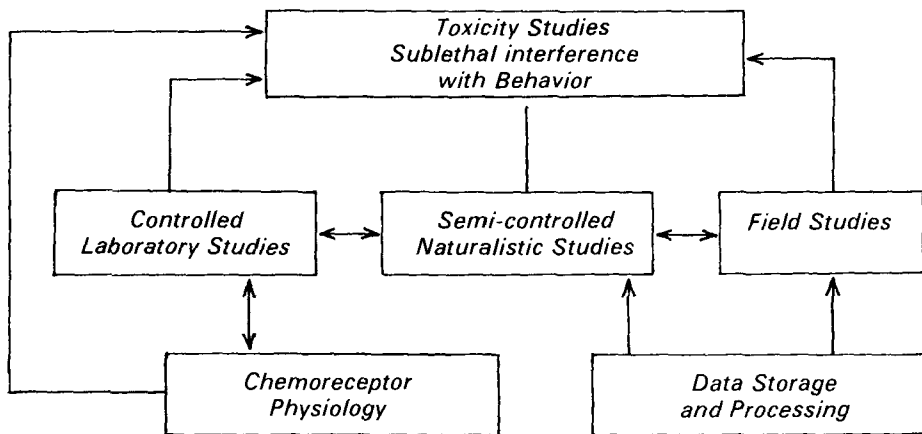 Toxicity Studies
Sublethal interference
with Behavior
Controlled
Laboratory Studies
Semi-controlled
Naturalistic Studies
Field Studies
Chemoreceptor
Physiology
Data Storage
and Processing